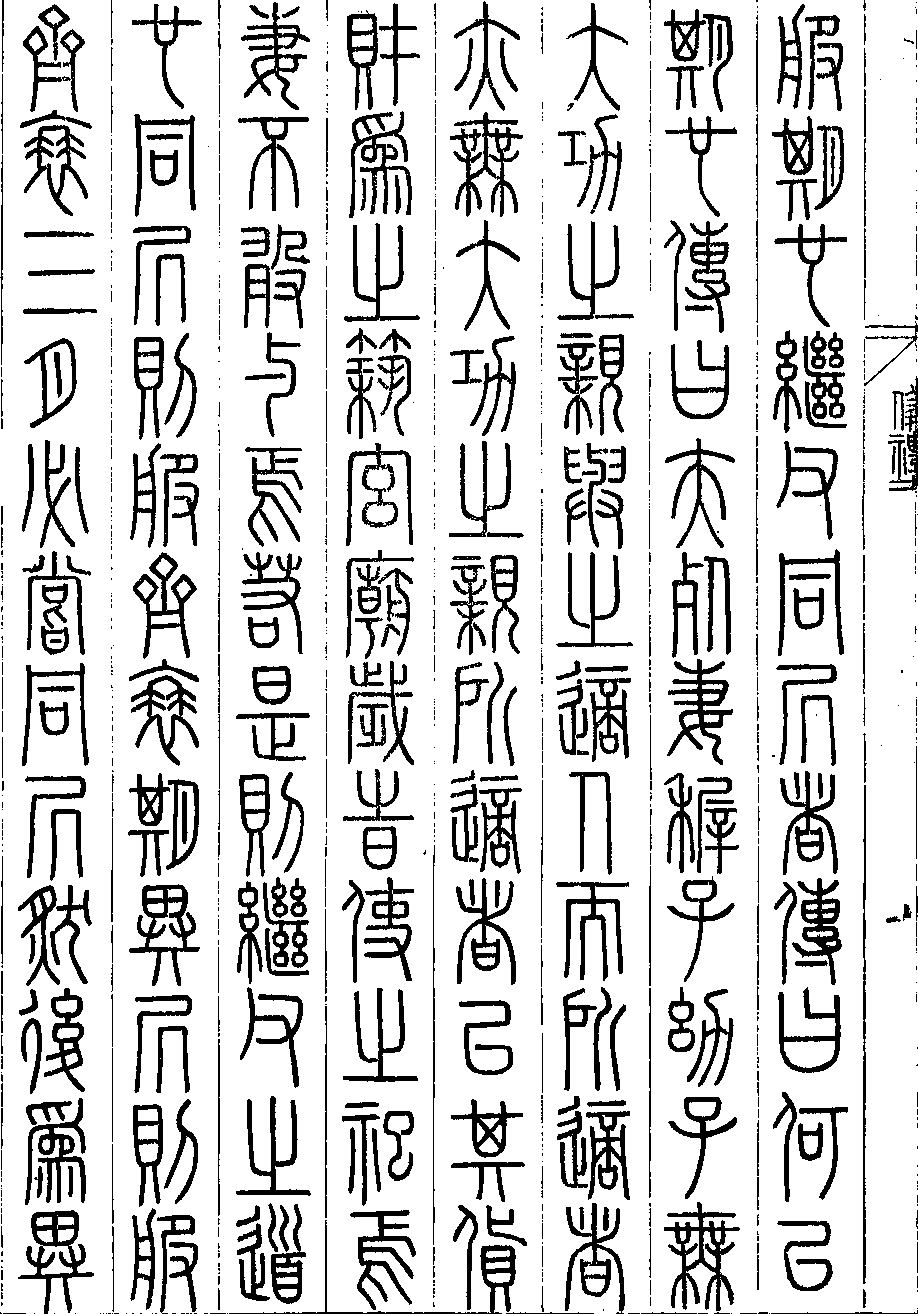 儀禮
服期也繼父同居者傳曰何以
期也傳曰夫死妻穉子幼子無
大功之親與之適人而所適者
亦無大功之親所適者以其貨
財爲之築宮廟歲時使之祀焉
妻不敢與焉若是則繼父之道
也同居則服齊衰期異居則服
齊衰三月必嘗同居然後爲異